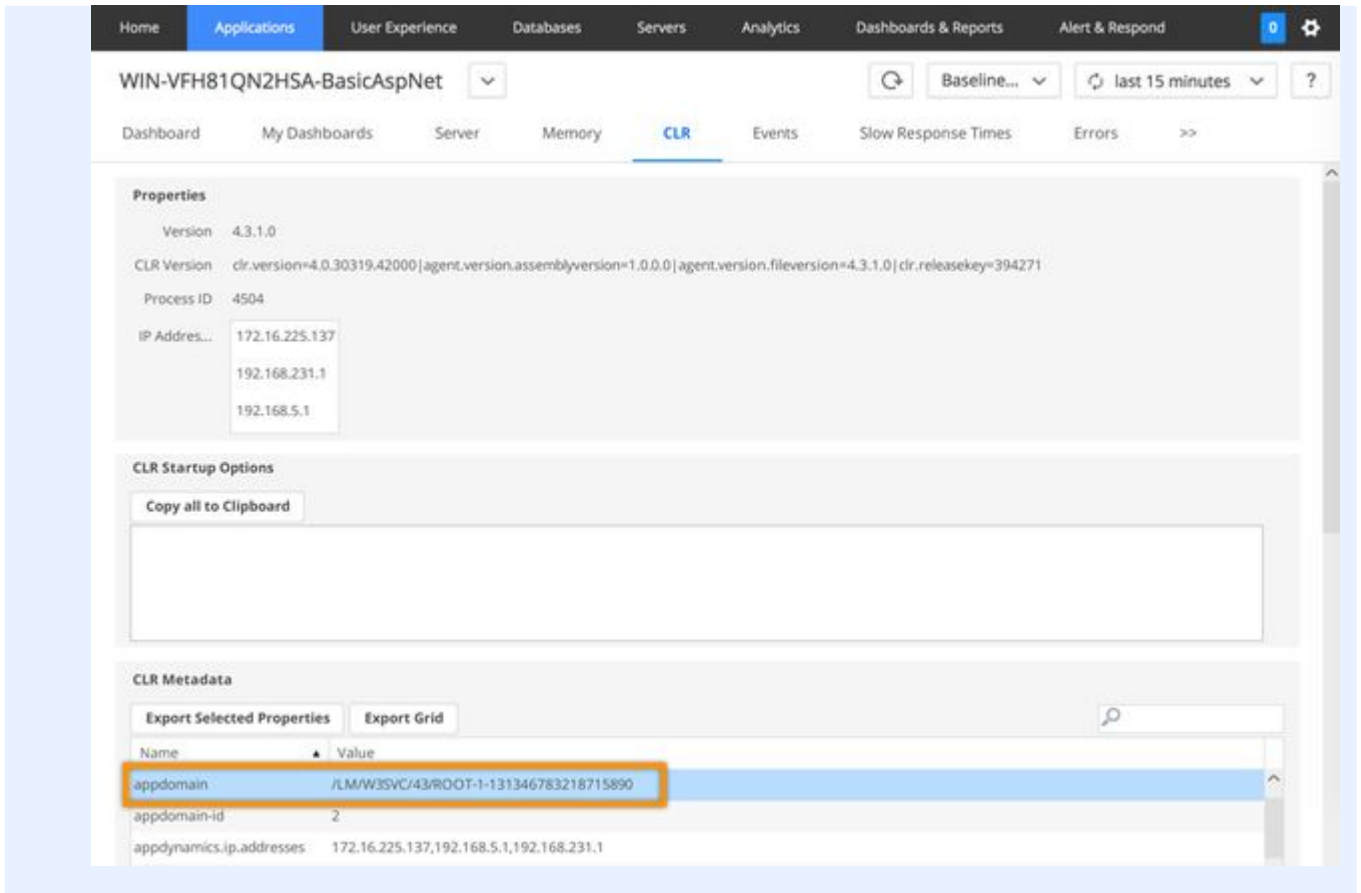 Home Applications User Experience Databases Servers Analytics Dashboards & Reports Alert & Respond 0
WIN-VFH81QN2HSA-BasicAspNet Baseline... last 15 minutes ?
Dashboard My Dashboards Server Memory CLR Events Slow Response Times Errors >>
Properties
Version 4.3.1.0
CLR Version clr.version=4.0.30319.42000|agent.version.assemblyversion=1.0.0.0|agent.version.fileversion=4.3.1.0|clr.releasekey=394271
Process ID 4504
IP Addres... 172.16.225.137
192.168.231.1
192.168.5.1
CLR Startup Options
Copy all to Clipboard
CLR Metadata
Export Selected Properties Export Grid
Name Value
appdomain /LM/W3SVC/43/ROOT-1-131346783218715890
appdomain-id 2
appdynamics.ip.addresses 172.16.225.137,192.168.5.1,192.168.231.1